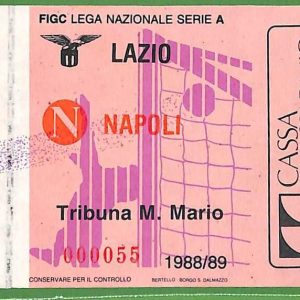 FIGC LEGA NAZIONALE SERIE A
LAZIO
N NAPOLI
Tribuna M. Mario
000055 1988/89
CONSERVARE PER IL CONTROLLO BERTELLO - BORGO S. DALMAZZO
CASSA